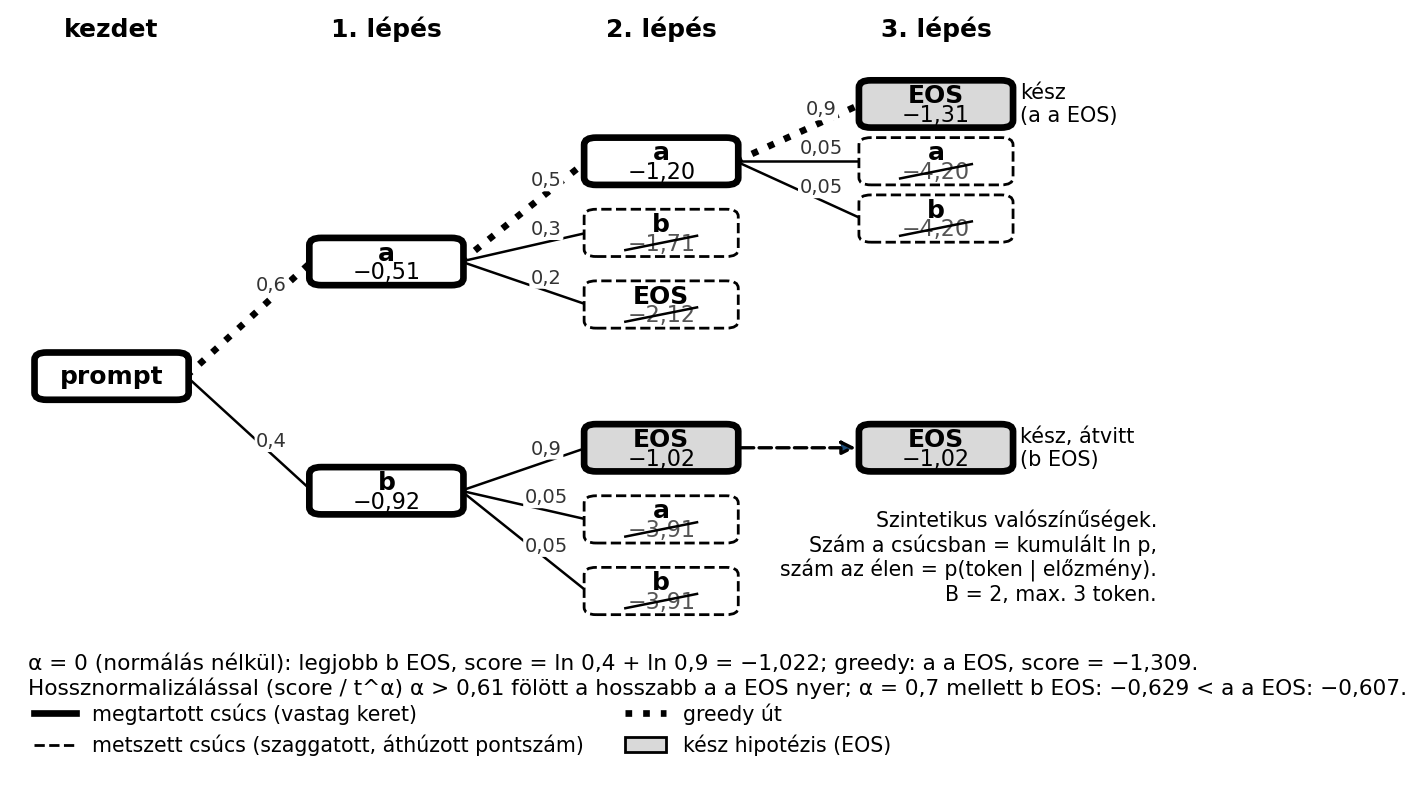 kezdet 1. lépés 2. lépés 3. lépés
EOS
−1,31
kész
(a a EOS)
0,9
a
−1,20
0,05
a
−4,20
0,05
b
−4,20
0,5
0,3
b
−1,71
0,2
EOS
−2,12
a
−0,51
0,6
prompt
0,4
b
−0,92
0,9
EOS
−1,02
EOS
−1,02
kész, átvitt
(b EOS)
0,05
a
−3,91
0,05
b
−3,91
Szintetikus valószínűségek.
Szám a csúcsban = kumulált ln p,
szám az élen = p(token | előzmény).
B = 2, max. 3 token.
α = 0 (normálás nélkül): legjobb b EOS, score = ln 0,4 + ln 0,9 = −1,022; greedy: a a EOS, score = −1,309.
Hossznormalizálással (score / t^α) α > 0,61 fölött a hosszabb a a EOS nyer; α = 0,7 mellett b EOS: −0,629 < a a EOS: −0,607.
megtartott csúcs (vastag keret)
metszett csúcs (szaggatott, áthúzott pontszám)
greedy út
kész hipotézis (EOS)